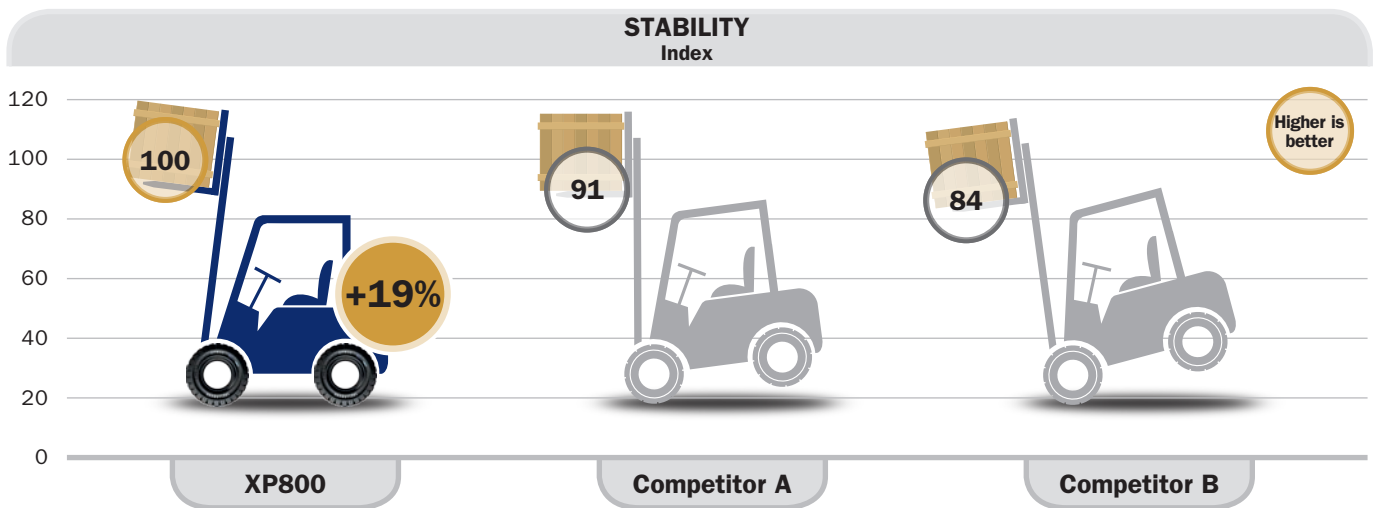 STABILITY
Index
120
100
80
60
40
20
0
100
+19%
91
84
Higher is
better
XP800
Competitor A
Competitor B